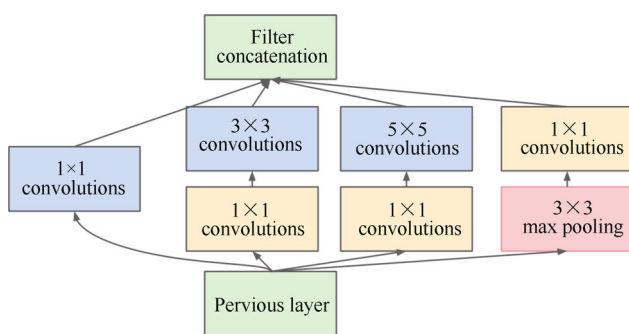 Filter
concatenation
3×3
convolutions
5×5
convolutions
1×1
convolutions
1×1
convolutions
1×1
convolutions
1×1
convolutions
3×3
max pooling
Pervious layer